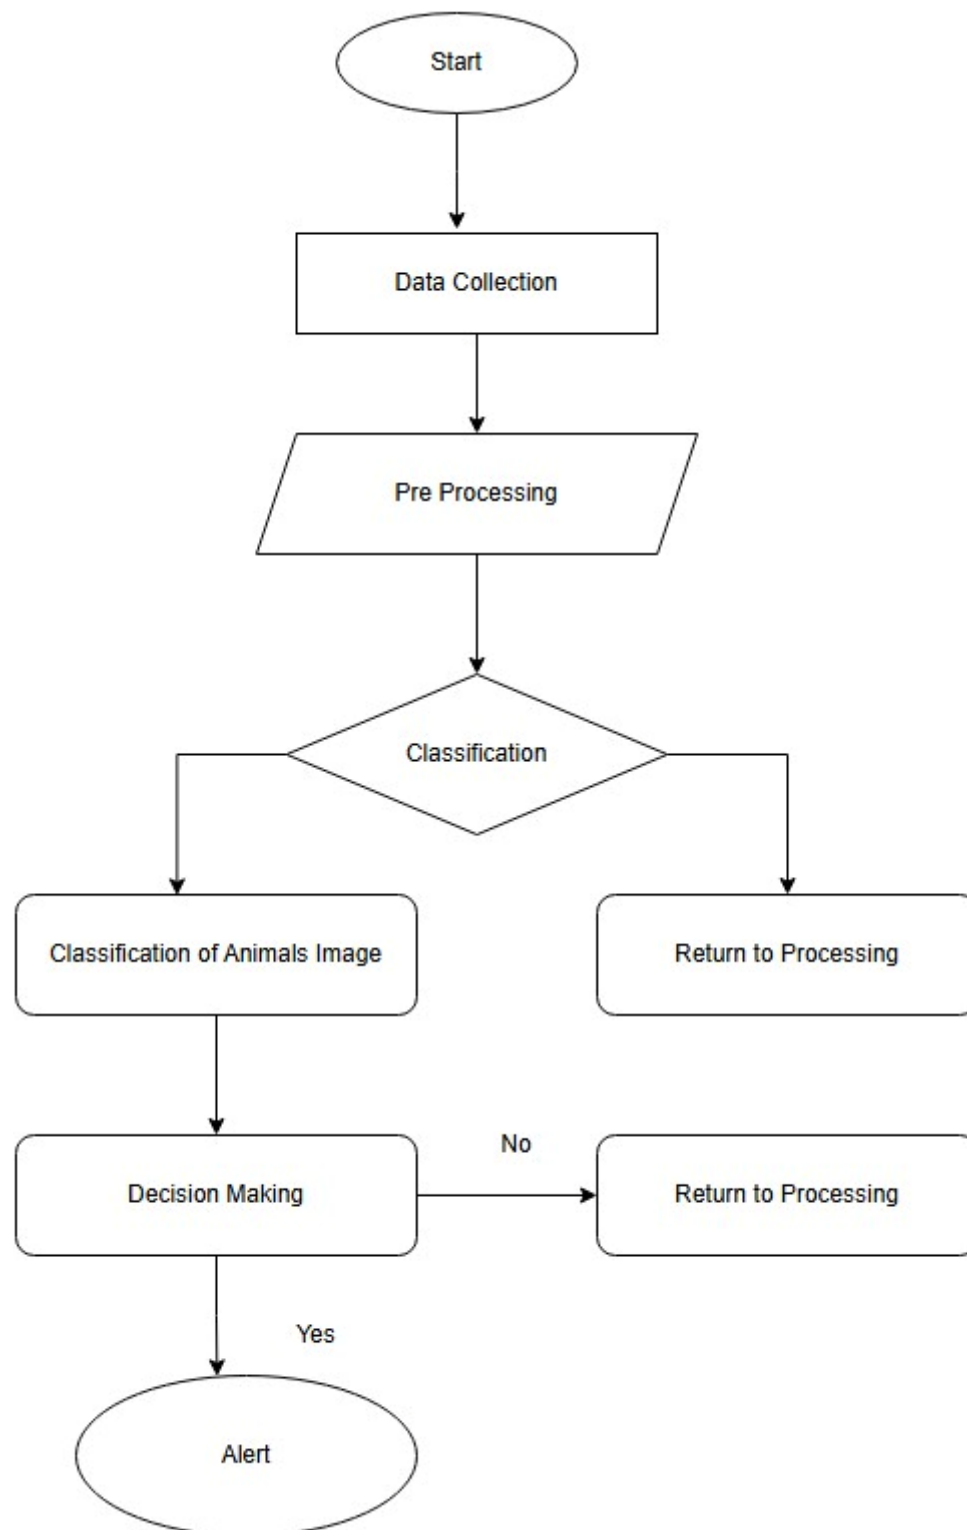 Start
Data Collection
Pre Processing
Classification
Classification of Animals Image
Return to Processing
Decision Making
No
Return to Processing
Yes
Alert